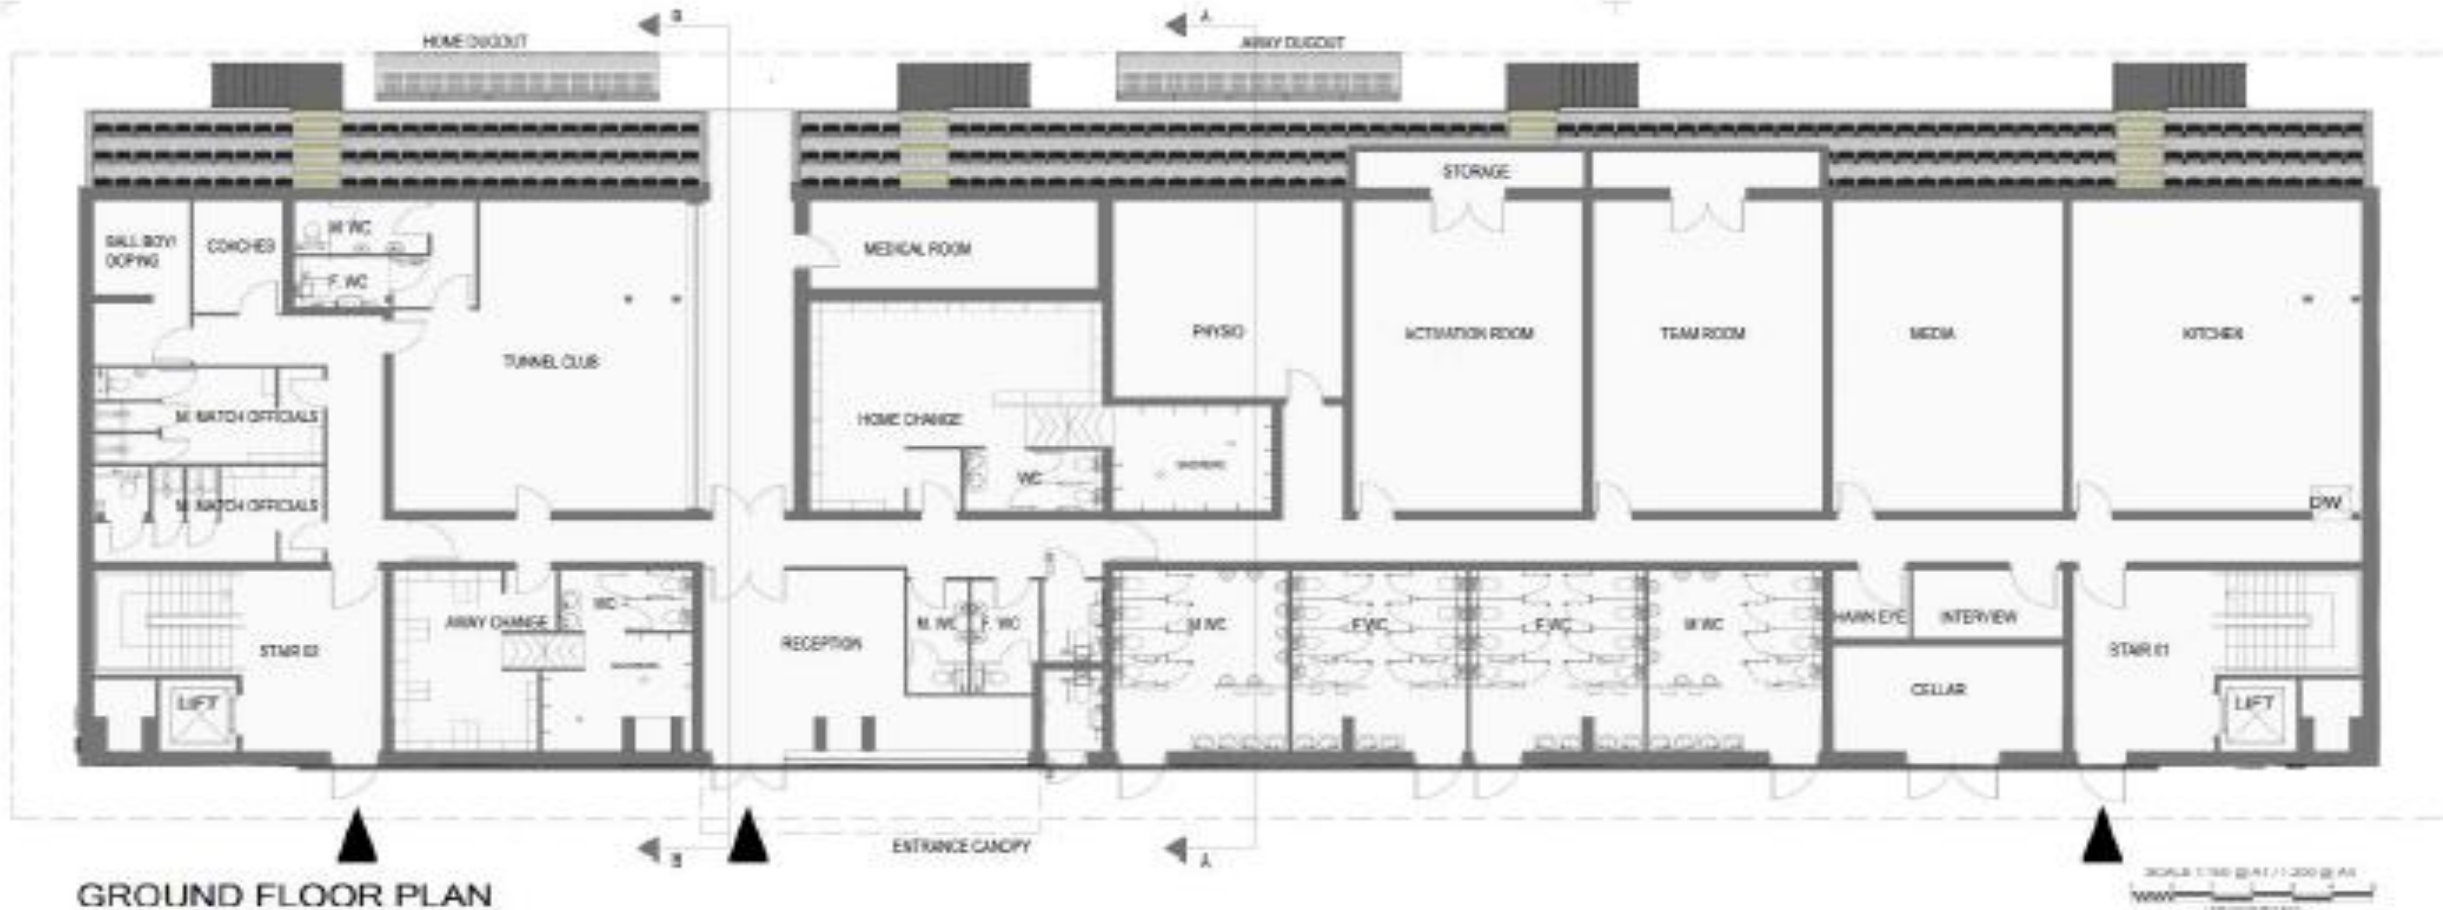 B
A
HOME DUGOUT
AWAY DUGOUT
STORAGE
BALL BOY/
DOPING
COACHES
M. WC
F. WC
MEDICAL ROOM
TUNNEL CLUB
PHYSIO
ACTIVATION ROOM
TEAM ROOM
MEDIA
KITCHEN
M. MATCH OFFICIALS
HOME CHANGE
WC
SHOWERS
M. MATCH OFFICIALS
D/W
AWAY CHANGE
WC
STAIR 02
RECEPTION
M. WC
F. WC
M.WC
F.WC
F.WC
M.WC
HAWK EYE
INTERVIEW
STAIR 01
SHOWERS
CELLAR
LIFT
LIFT
B
ENTRANCE CANOPY
A
GROUND FLOOR PLAN